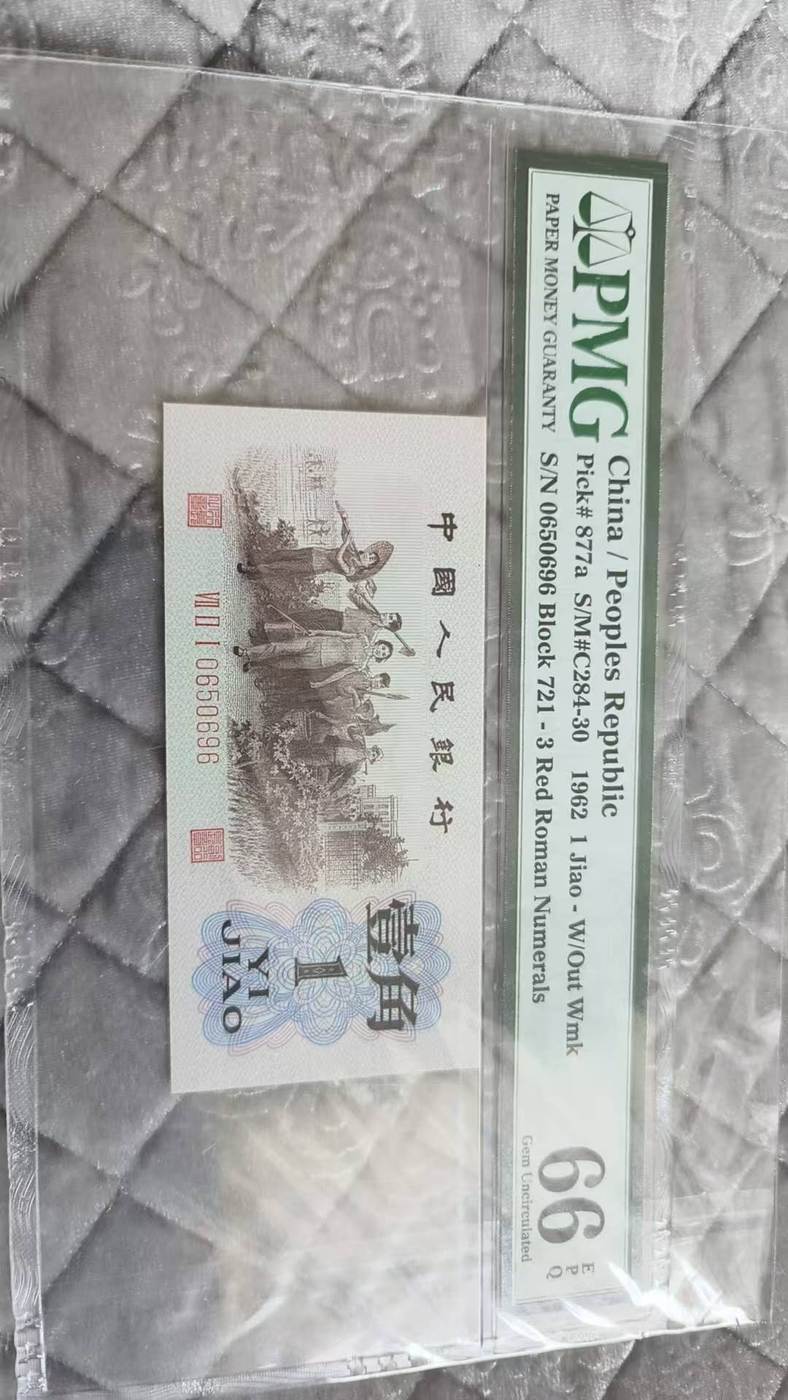 PMG
PAPER MONEY GUARANTY
China / Peoples Republic
Pick# 877a S/M#C284-30 1962 1 Jiao - W/Out Wmk
S/N 0650696 Block 721 - 3 Red Roman Numerals
66 EPQ
Gem Uncirculated
中國人民銀行
壹角
1
YI
JIAO
VII II I 0650696